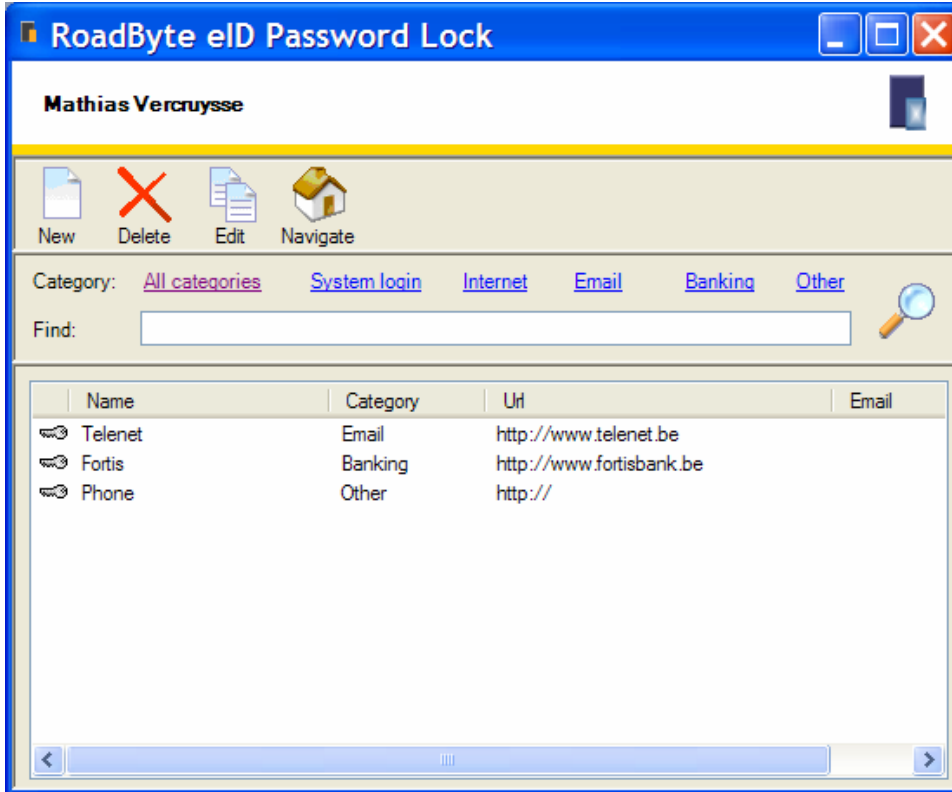 RoadByte eID Password Lock
Mathias Vercruysse
New Delete Edit Navigate
Category: All categories System login Internet Email Banking Other
Find:
Name Category Url Email
Telenet Email http://www.telenet.be
Fortis Banking http://www.fortisbank.be
Phone Other http://